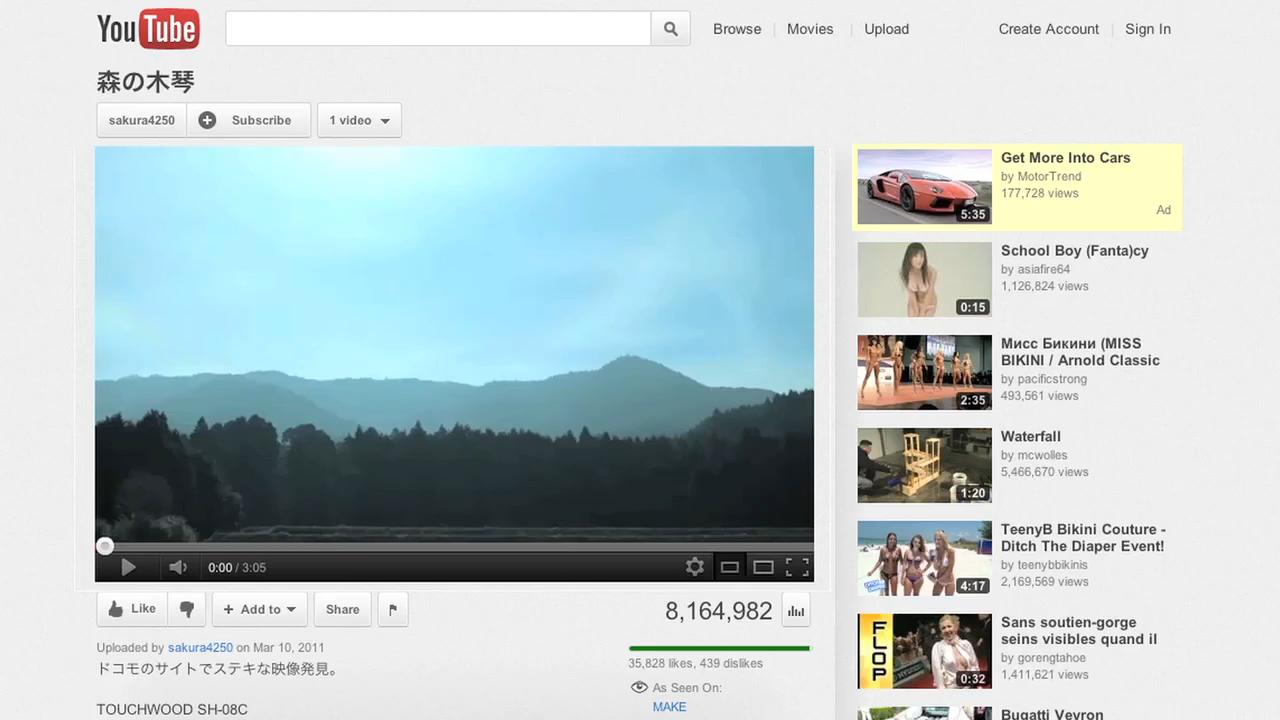 YouTube
Browse
Movies
Upload
Create Account
Sign In
森の木琴
sakura4250
Subscribe
1 video
0:00 / 3:05
Like
+ Add to
Share
8,164,982
Uploaded by sakura4250 on Mar 10, 2011
ドコモのサイトでステキな映像発見。
TOUCHWOOD SH-08C
35,828 likes, 439 dislikes
As Seen On:
MAKE
Get More Into Cars
by MotorTrend
177,728 views
Ad
5:35
School Boy (Fanta)cy
by asiafire64
1,126,824 views
0:15
Мисс Бикини (MISS
BIKINI / Arnold Classic
by pacificstrong
493,561 views
2:35
Waterfall
by mcwolles
5,466,670 views
1:20
TeenyB Bikini Couture -
Ditch The Diaper Event!
by teenybbikinis
2,169,569 views
4:17
Sans soutien-gorge
seins visibles quand il
by gorengtahoe
1,411,621 views
FLOP
0:32
Bugatti Veyron